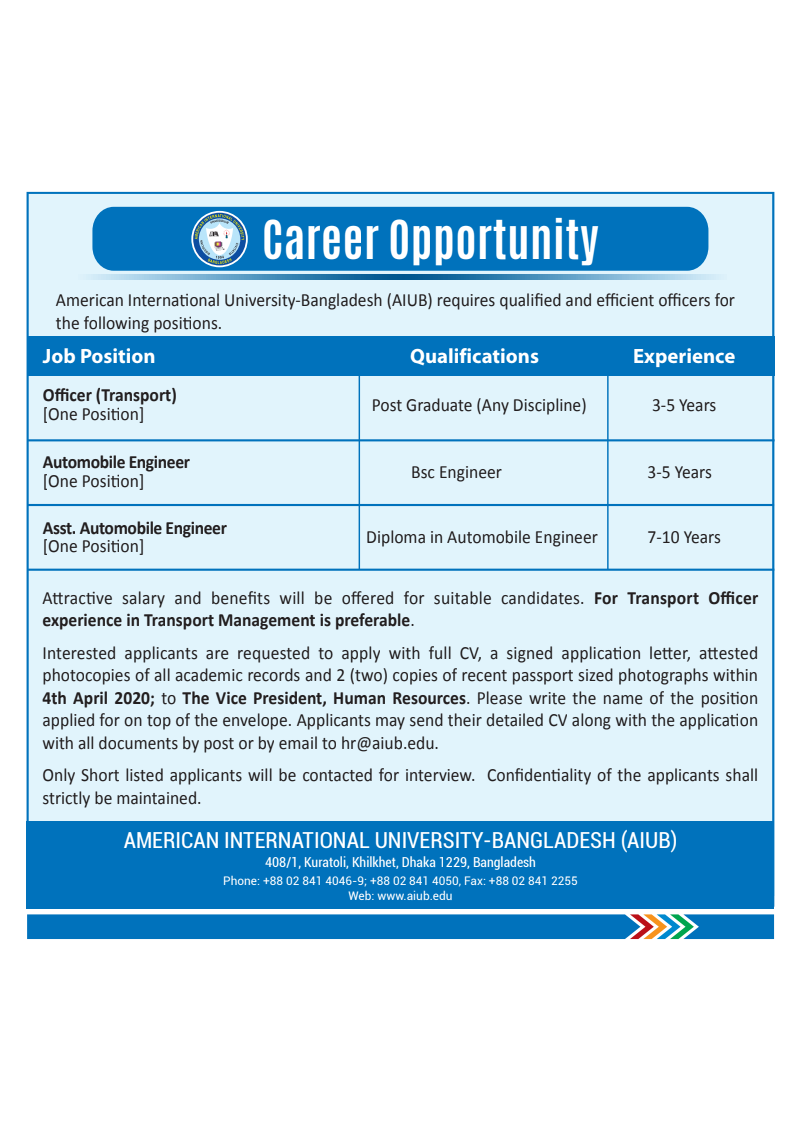 Career Opportunity
American International University-Bangladesh (AIUB) requires qualified and efficient officers for
the following positions.
Job Position Qualifications Experience
Officer (Transport)
[One Position]
Post Graduate (Any Discipline)
3-5 Years
Automobile Engineer
[One Position]
Bsc Engineer
3-5 Years
Asst. Automobile Engineer
[One Position]
Diploma in Automobile Engineer
7-10 Years
Attractive salary and benefits will be offered for suitable candidates. For Transport Officer
experience in Transport Management is preferable.
Interested applicants are requested to apply with full CV, a signed application letter, attested
photocopies of all academic records and 2 (two) copies of recent passport sized photographs within
4th April 2020; to The Vice President, Human Resources. Please write the name of the position
applied for on top of the envelope. Applicants may send their detailed CV along with the application
with all documents by post or by email to hr@aiub.edu.
Only Short listed applicants will be contacted for interview. Confidentiality of the applicants shall
strictly be maintained.
AMERICAN INTERNATIONAL UNIVERSITY-BANGLADESH (AIUB)
408/1, Kuratoli, Khilkhet, Dhaka 1229, Bangladesh
Phone: +88 02 841 4046-9; +88 02 841 4050, Fax: +88 02 841 2255
Web: www.aiub.edu